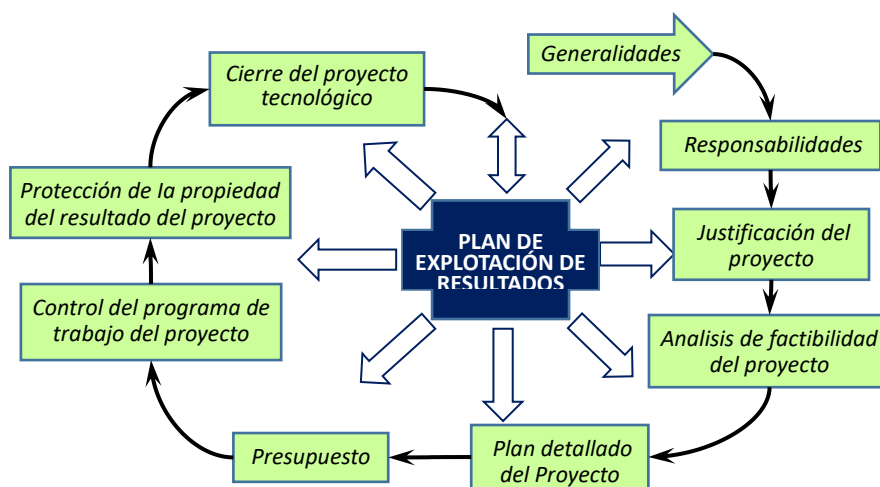 Generalidades
Responsabilidades
Justificación del
proyecto
Analisis de factibilidad
del proyecto
Plan detallado
del Proyecto
Presupuesto
Control del programa de
trabajo del proyecto
Protección de la propiedad
del resultado del proyecto
Cierre del proyecto
tecnológico
PLAN DE
EXPLOTACIÓN DE
RESULTADOS